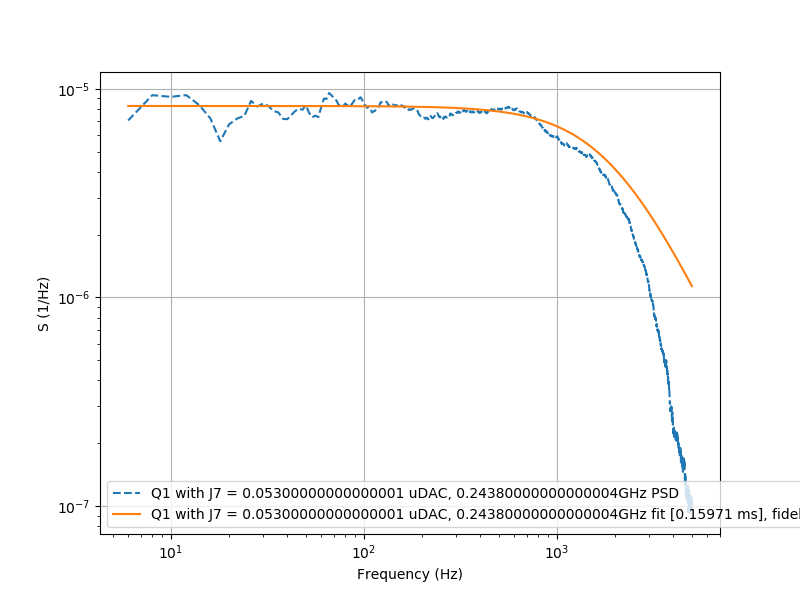 10⁻⁵
10⁻⁶
10⁻⁷
S (1/Hz)
Q1 with J7 = 0.05300000000000001 uDAC, 0.24380000000000004GHz PSD
Q1 with J7 = 0.05300000000000001 uDAC, 0.24380000000000004GHz fit [0.15971 ms], fidel
10¹ 10² 10³
Frequency (Hz)